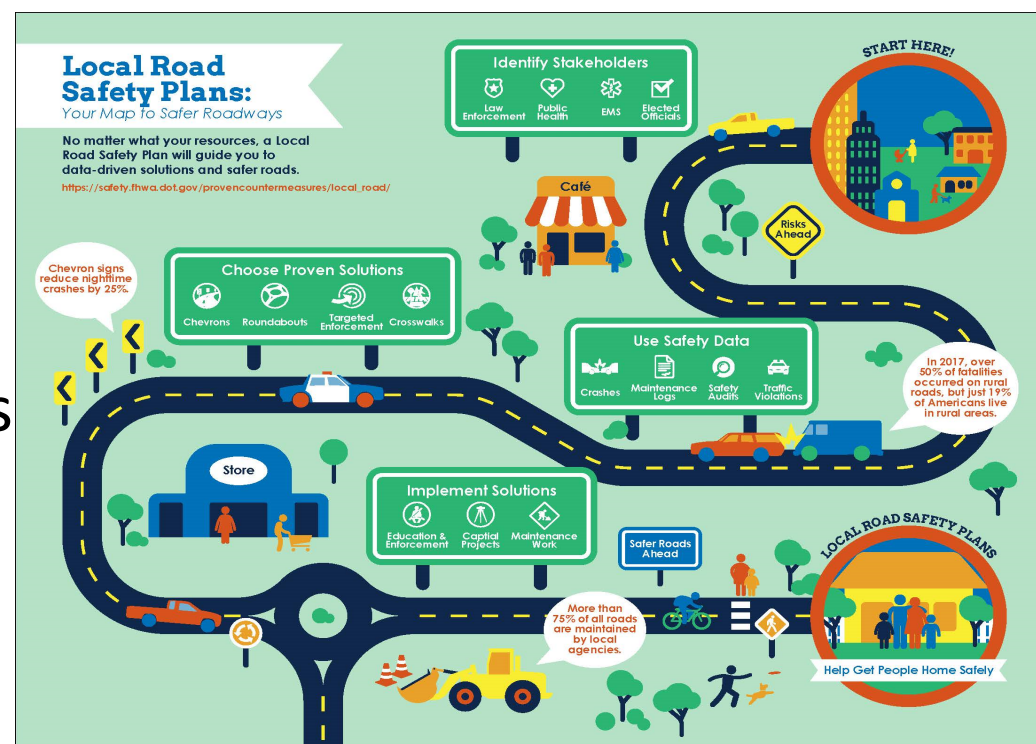 Local Road
Safety Plans:
Your Map to Safer Roadways
No matter what your resources, a Local
Road Safety Plan will guide you to
data-driven solutions and safer roads.
https://safety.fhwa.dot.gov/provencountermeasures/local_road/
START HERE!
Identify Stakeholders
Law
Enforcement
Public
Health
EMS
Elected
Officials
Café
Risks
Ahead
Use Safety Data
Crashes
Maintenance
Logs
Safety
Audits
Traffic
Violations
In 2017, over
50% of fatalities
occurred on rural
roads, but just 19%
of Americans live
in rural areas.
Choose Proven Solutions
Chevrons
Roundabouts
Targeted
Enforcement
Crosswalks
Chevron signs
reduce nighttime
crashes by 25%.
s
Store
Implement Solutions
Education &
Enforcement
Captial
Projects
Maintenance
Work
More than
75% of all roads
are maintained
by local
agencies.
Safer Roads
Ahead
LOCAL ROAD SAFETY PLANS
Help Get People Home Safely